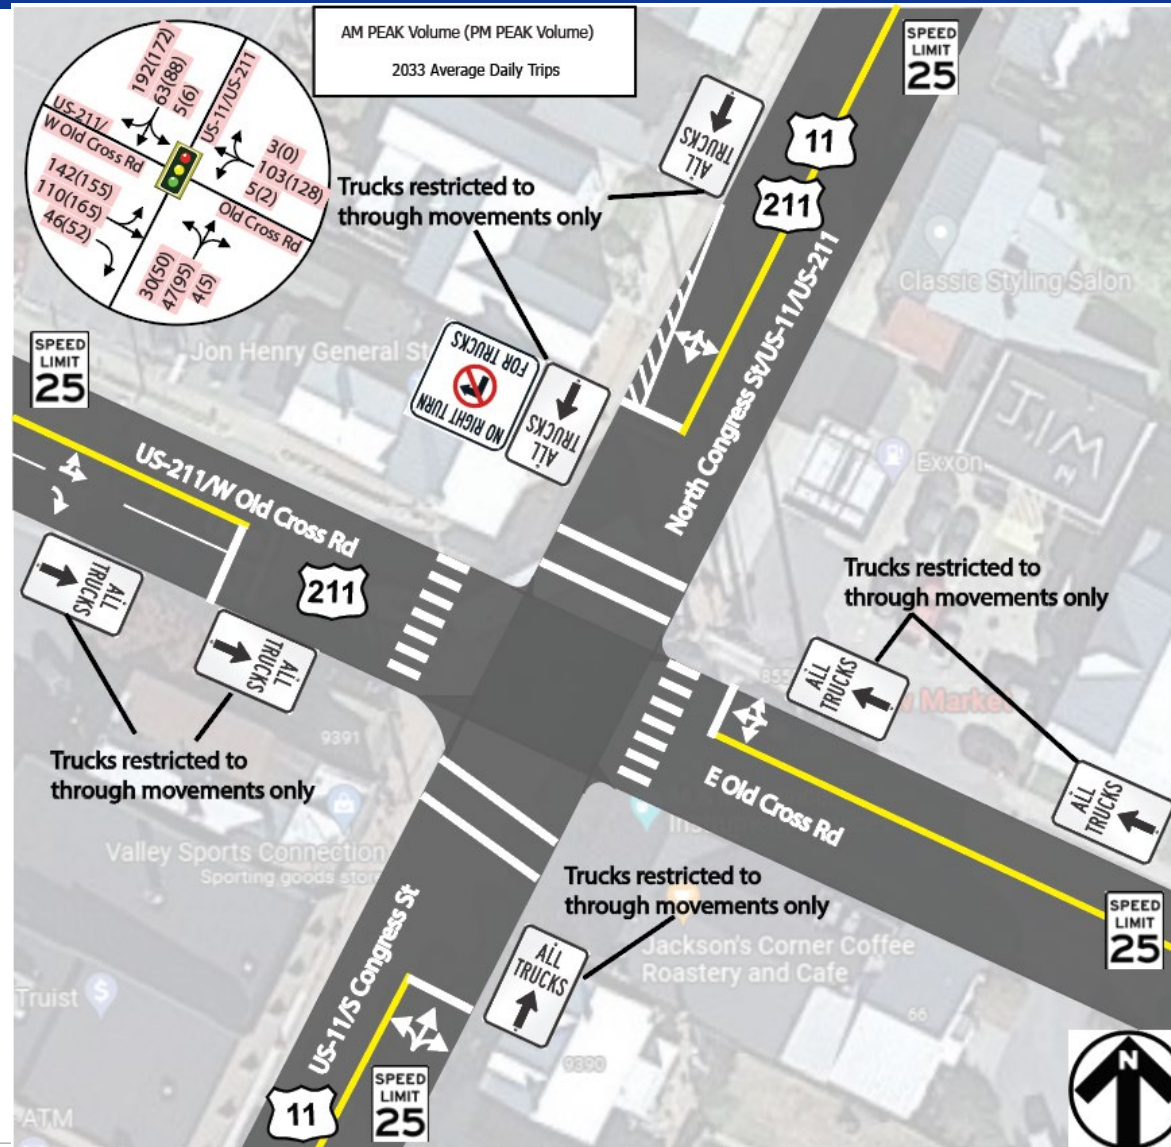 AM PEAK Volume (PM PEAK Volume)
2033 Average Daily Trips
192(172)
63(88)
5(6)
US-11/US-211
US-211/
W Old Cross Rd
3(0)
103(128)
5(2)
142(155)
110(165)
46(52)
Old Cross Rd
30(50)
47(95)
4(5)
SPEED
LIMIT
25
ALL
TRUCKS
11
211
Trucks restricted to
through movements only
Classic Styling Salon
North Congress St/US-11/US-211
SPEED
LIMIT
25
Jon Henry General St
NO RIGHT TURN
FOR TRUCKS
ALL
TRUCKS
JIM
N
Exxon
US-211/W Old Cross Rd
211
ALL
TRUCKS
ALL
TRUCKS
Trucks restricted to
through movements only
ALL
TRUCKS
855
Market
ALL
TRUCKS
9391
Trucks restricted to
through movements only
E Old Cross Rd
Valley Sports Connection
Sporting goods store
Trucks restricted to
through movements only
SPEED
LIMIT
25
ALL
TRUCKS
Jackson's Corner Coffee
Roastery and Cafe
US-11/S Congress St
Truist
66
9390
11
SPEED
LIMIT
25
ATM
N